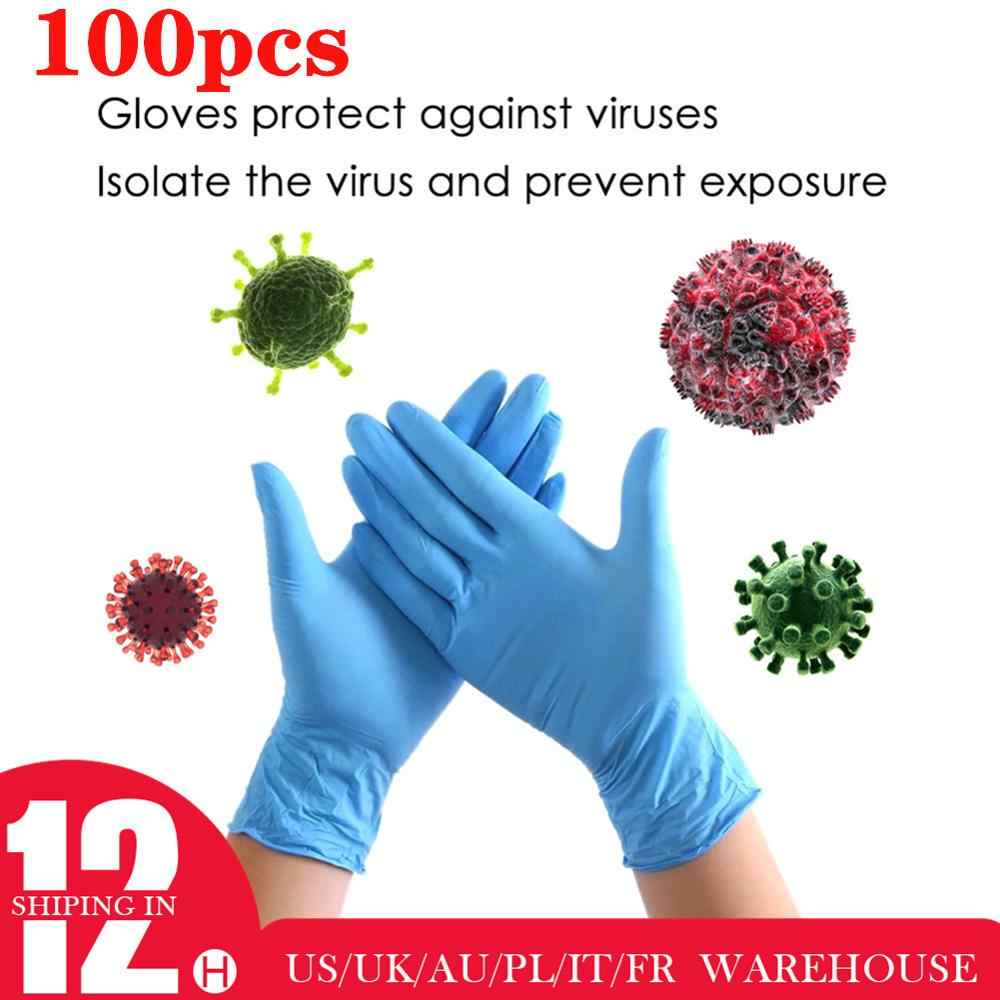 100pcs
Gloves protect against viruses
Isolate the virus and prevent exposure
12
SHIPING IN
H
US/UK/AU/PL/IT/FR WAREHOUSE